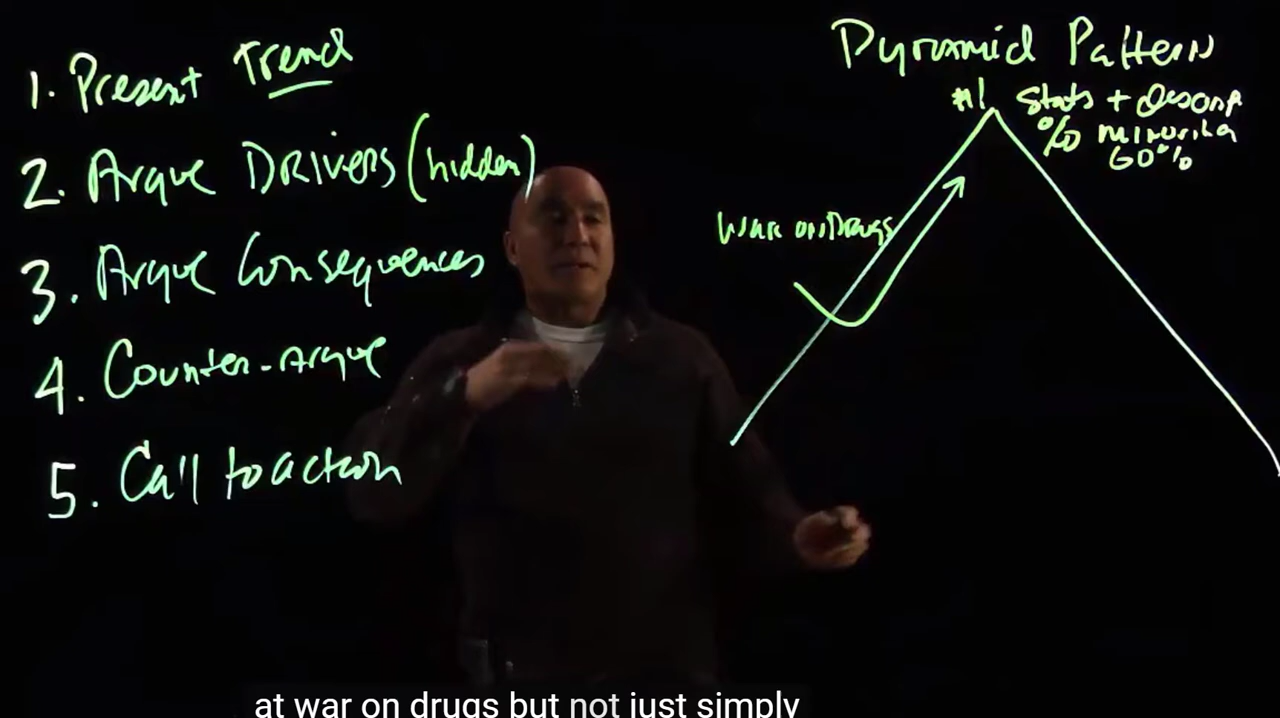 1. Present Trend
2. Argue DRIVERS (hidden)
3. Argue Consequences
4. Counter-Argue
5. Call to action
Pyramid Pattern
#1 Stats +
% minorities
60%
War on Drugs
at war on drugs but not just simply